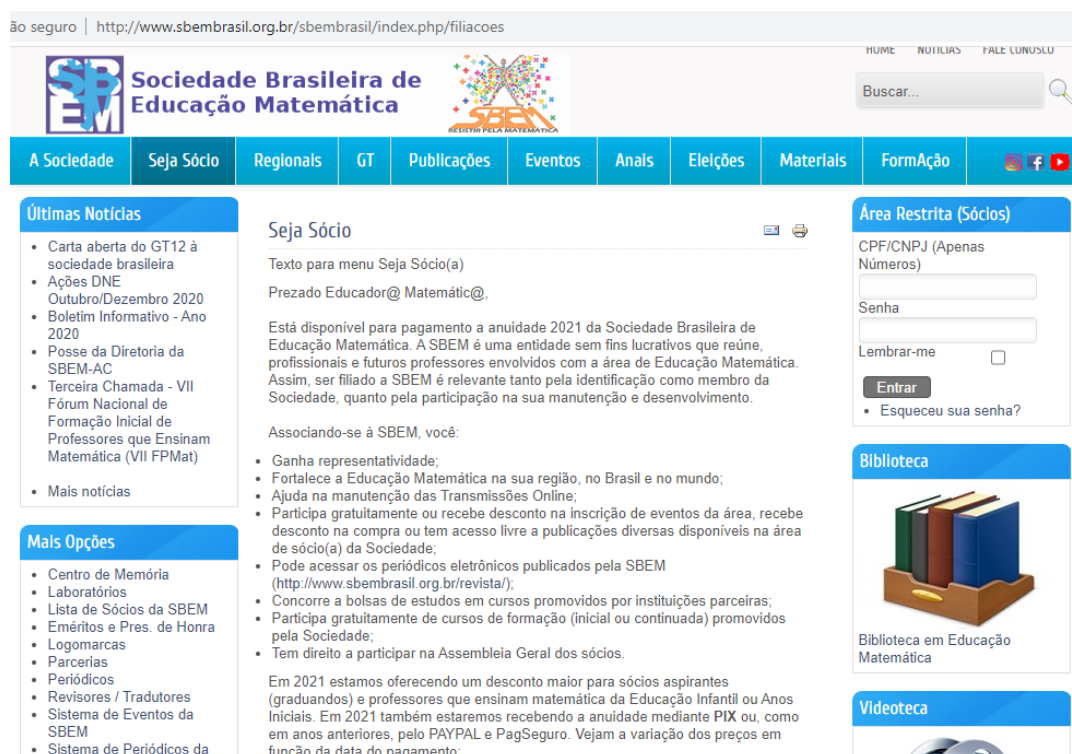 ão seguro | http://www.sbembrasil.org.br/sbembrasil/index.php/filiacoes
HOME NOTÍCIAS FALE CONOSCO
SBEM
Sociedade Brasileira de
Educação Matemática
SBEM
RESISTIR PELA MATEMÁTICA
Buscar...
A Sociedade Seja Sócio Regionais GT Publicações Eventos Anais Eleições Materiais FormAção
Últimas Notícias
Carta aberta do GT12 à
sociedade brasileira
Ações DNE
Outubro/Dezembro 2020
Boletim Informativo - Ano
2020
Posse da Diretoria da
SBEM-AC
Terceira Chamada - VII
Fórum Nacional de
Formação Inicial de
Professores que Ensinam
Matemática (VII FPMat)
Mais notícias
Mais Opções
Centro de Memória
Laboratórios
Lista de Sócios da SBEM
Eméritos e Pres. de Honra
Logomarcas
Parcerias
Periódicos
Revisores / Tradutores
Sistema de Eventos da
SBEM
Sistema de Periódicos da
Seja Sócio
Texto para menu Seja Sócio(a)
Prezado Educador@ Matemátic@,
Está disponível para pagamento a anuidade 2021 da Sociedade Brasileira de
Educação Matemática. A SBEM é uma entidade sem fins lucrativos que reúne,
profissionais e futuros professores envolvidos com a área de Educação Matemática.
Assim, ser filiado a SBEM é relevante tanto pela identificação como membro da
Sociedade, quanto pela participação na sua manutenção e desenvolvimento.
Associando-se à SBEM, você:
Ganha representatividade;
Fortalece a Educação Matemática na sua região, no Brasil e no mundo;
Ajuda na manutenção das Transmissões Online;
Participa gratuitamente ou recebe desconto na inscrição de eventos da área, recebe
desconto na compra ou tem acesso livre a publicações diversas disponíveis na área
de sócio(a) da Sociedade;
Pode acessar os periódicos eletrônicos publicados pela SBEM
(http://www.sbembrasil.org.br/revista/);
Concorre a bolsas de estudos em cursos promovidos por instituições parceiras;
Participa gratuitamente de cursos de formação (inicial ou continuada) promovidos
pela Sociedade;
Tem direito a participar na Assembleia Geral dos sócios.
Em 2021 estamos oferecendo um desconto maior para sócios aspirantes
(graduandos) e professores que ensinam matemática da Educação Infantil ou Anos
Iniciais. Em 2021 também estaremos recebendo a anuidade mediante PIX ou, como
em anos anteriores, pelo PAYPAL e PagSeguro. Vejam a variação dos preços em
função da data do pagamento:
Área Restrita (Sócios)
CPF/CNPJ (Apenas
Números)
Senha
Lembrar-me
Entrar
Esqueceu sua senha?
Biblioteca
Biblioteca em Educação
Matemática
Videoteca